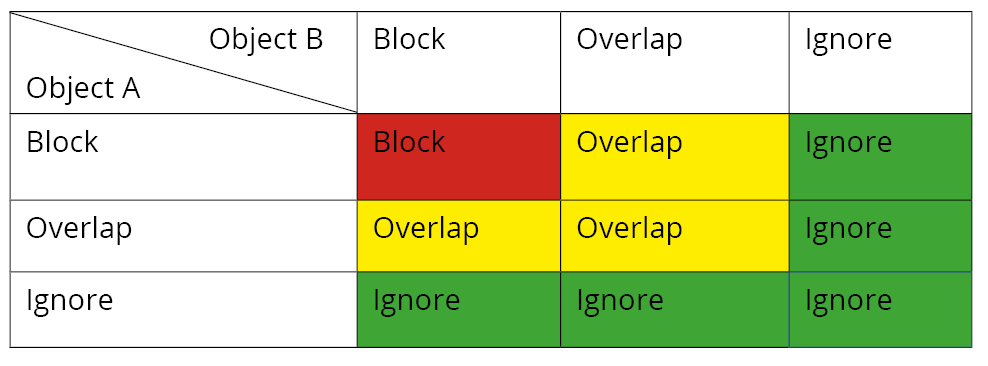 Object B Block Overlap Ignore
Object A
Block Block Overlap Ignore
Overlap Overlap Overlap Ignore
Ignore Ignore Ignore Ignore